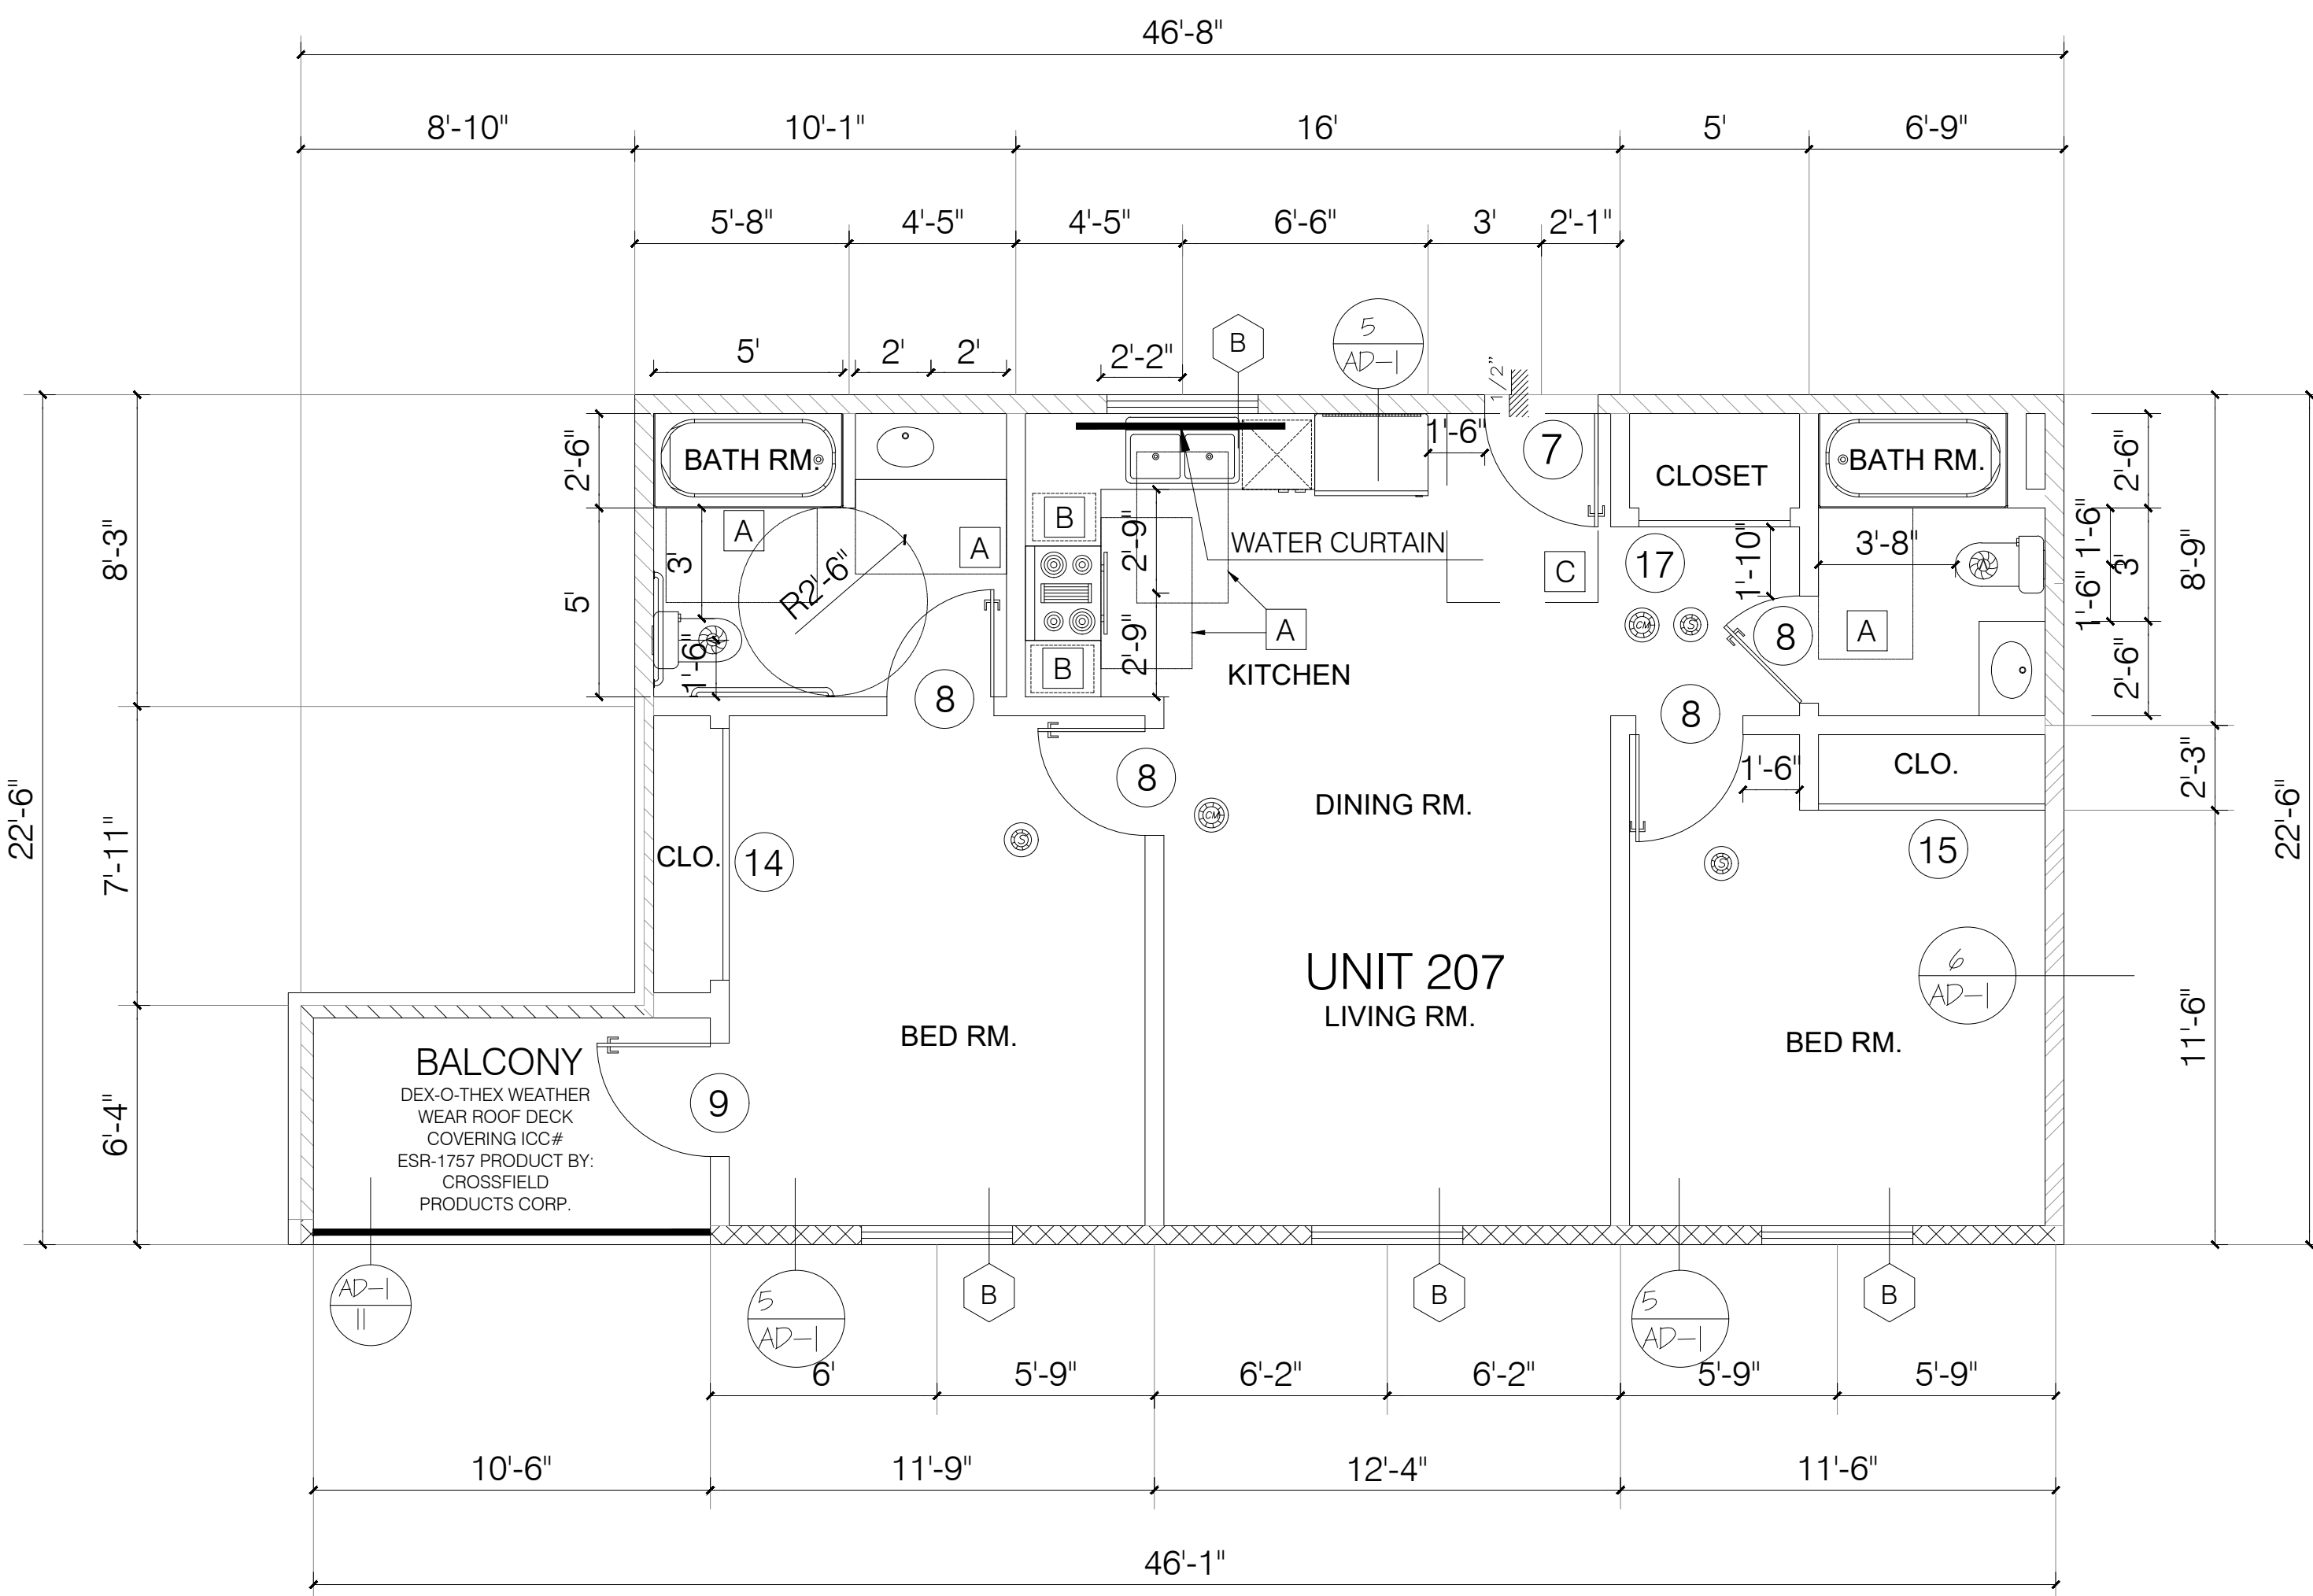 46'-8"
8'-10" 10'-1" 16' 5' 6'-9"
5'-8" 4'-5" 4'-5" 6'-6" 3' 2'-1"
5' 2' 2' 2'-2" B 5 1/2"
AD-1
2'-6" BATH RM. 1'-6" 7 CLOSET BATH RM. 2'-6"
8'-3" 5' A 3' R2'-6" A B 2'-9" WATER CURTAIN C 17 1'-10" 3'-8" 1'-6" 3' 8'-9"
CM S 8 A 1'-6"
1'-6" 8 B 2'-9" A KITCHEN 8 2'-6"
8 1'-6" CLO. 2'-3"
22'-6" 7'-11" CLO. 14 S CM DINING RM. S 15 22'-6"
UNIT 207
LIVING RM.
6
AD-1
BED RM. BED RM. 11'-6"
6'-4" BALCONY
DEX-O-THEX WEATHER
WEAR ROOF DECK
COVERING ICC#
ESR-1757 PRODUCT BY:
CROSSFIELD
PRODUCTS CORP.
9
AD-1 5 B B 5 B
11 AD-1 AD-1
6' 5'-9" 6'-2" 6'-2" 5'-9" 5'-9"
10'-6" 11'-9" 12'-4" 11'-6"
46'-1"